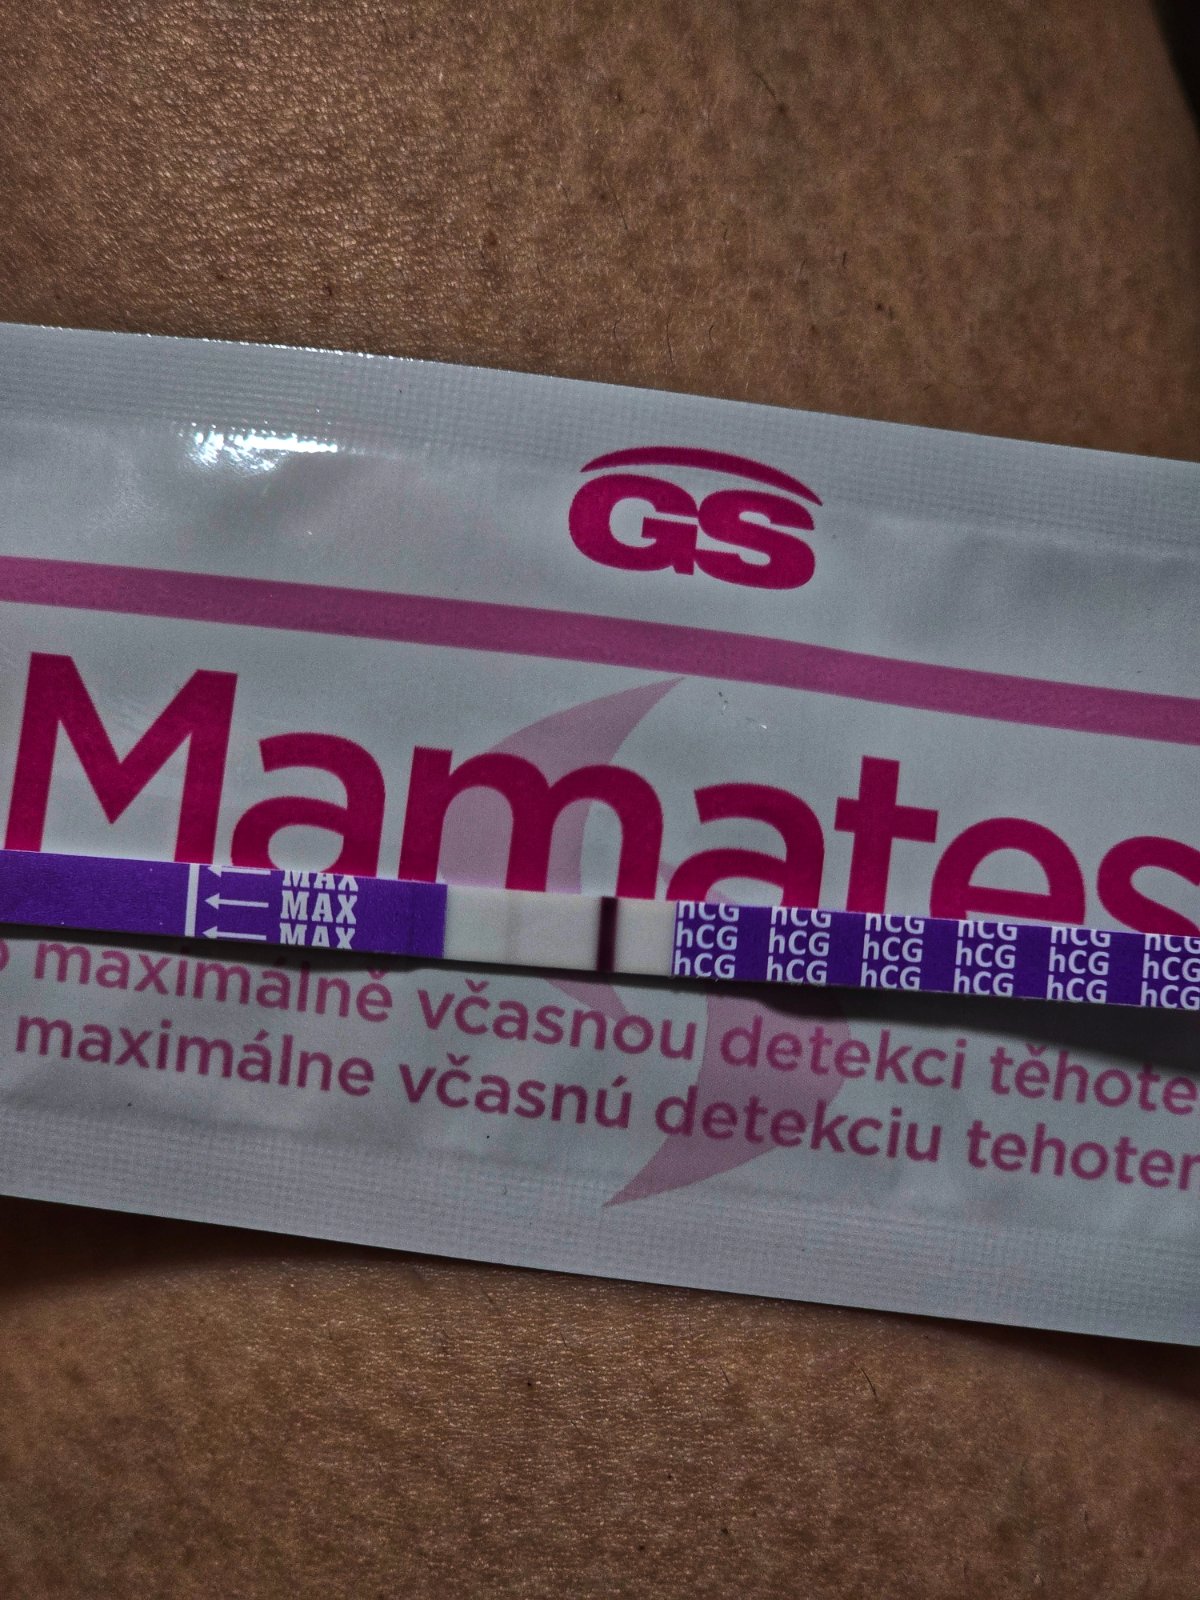 GS
Mamates
MAX
MAX
MAX
hCG hCG hCG hCG hCG hCG
hCG hCG hCG hCG hCG hCG
hCG hCG hCG hCG hCG hCG
maximálně včasnou detekci těhote
maximálne včasnú detekciu tehoten